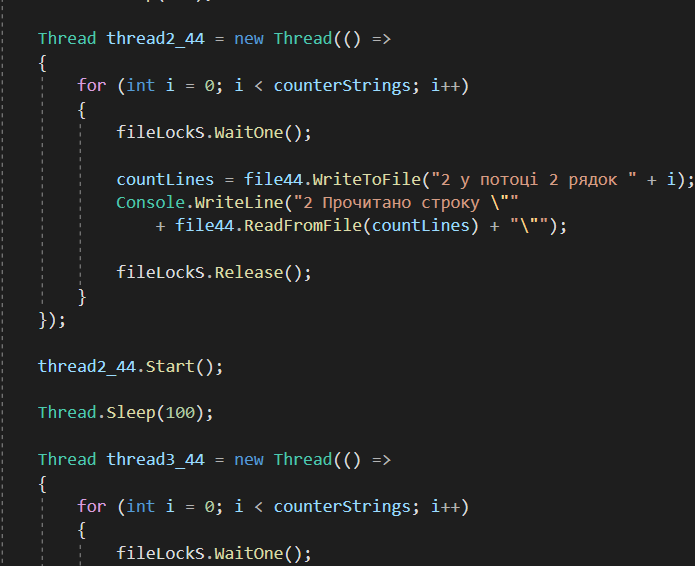 Thread thread2_44 = new Thread(() =>
{
for (int i = 0; i < counterStrings; i++)
{
fileLockS.WaitOne();
countLines = file44.WriteToFile("2 у потоці 2 рядок " + i);
Console.WriteLine("2 Прочитано строку \""
+ file44.ReadFromFile(countLines) + "\"");
fileLockS.Release();
}
});
thread2_44.Start();
Thread.Sleep(100);
Thread thread3_44 = new Thread(() =>
{
for (int i = 0; i < counterStrings; i++)
{
fileLockS.WaitOne();